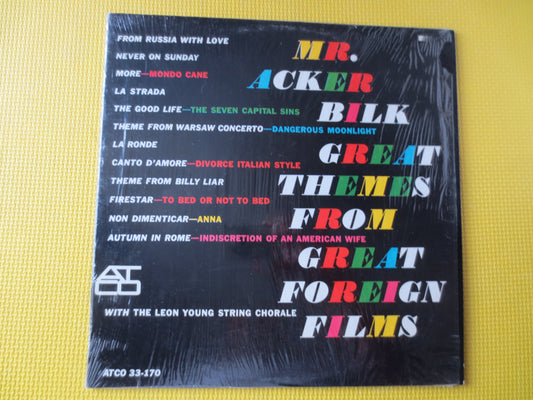 FROM RUSSIA WITH LOVE
NEVER ON SUNDAY
MORE—MONDO CANE
LA STRADA
THE GOOD LIFE—THE SEVEN CAPITAL SINS
THEME FROM WARSAW CONCERTO—DANGEROUS MOONLIGHT
LA RONDE
CANTO D'AMORE—DIVORCE ITALIAN STYLE
THEME FROM BILLY LIAR
FIRESTAR—TO BED OR NOT TO BED
NON DIMENTICAR—ANNA
AUTUMN IN ROME—INDISCRETION OF AN AMERICAN WIFE
MR.
ACKER
BILK
GREAT
THEMES
FROM
GREAT
FOREIGN
FILMS
ATCO
WITH THE LEON YOUNG STRING CHORALE
ATCO 33-170